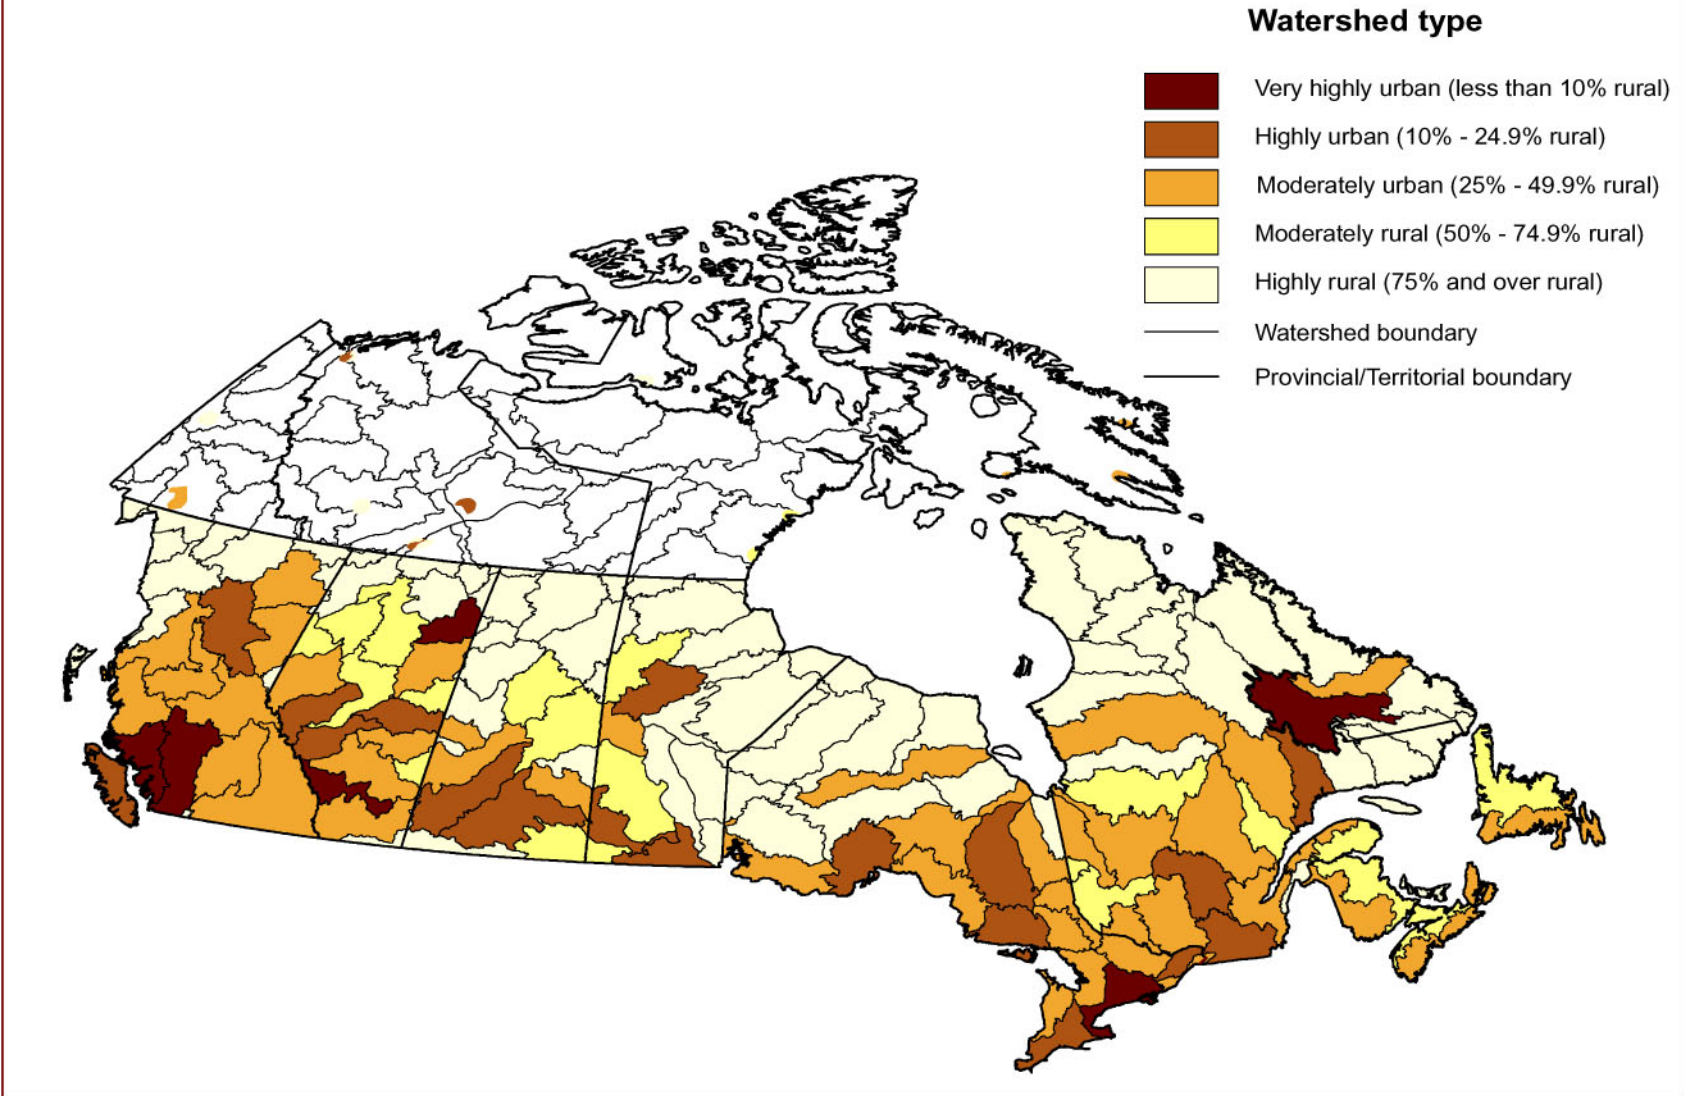 Watershed type
Very highly urban (less than 10% rural)
Highly urban (10% - 24.9% rural)
Moderately urban (25% - 49.9% rural)
Moderately rural (50% - 74.9% rural)
Highly rural (75% and over rural)
Watershed boundary
Provincial/Territorial boundary